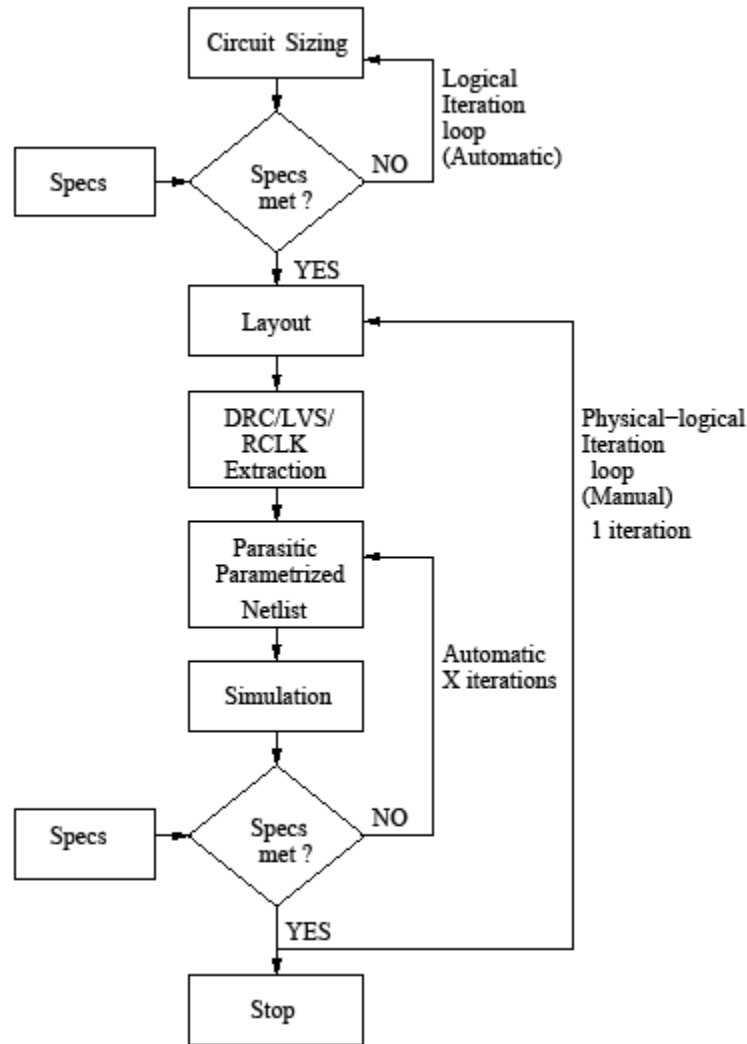 Circuit Sizing
Logical
Iteration
loop
(Automatic)
Specs
Specs
met ?
NO
YES
Layout
DRC/LVS/
RCLK
Extraction
Physical-logical
Iteration
loop
(Manual)
1 iteration
Parasitic
Parametrized
Netlist
Automatic
X iterations
Simulation
Specs
Specs
met ?
NO
YES
Stop